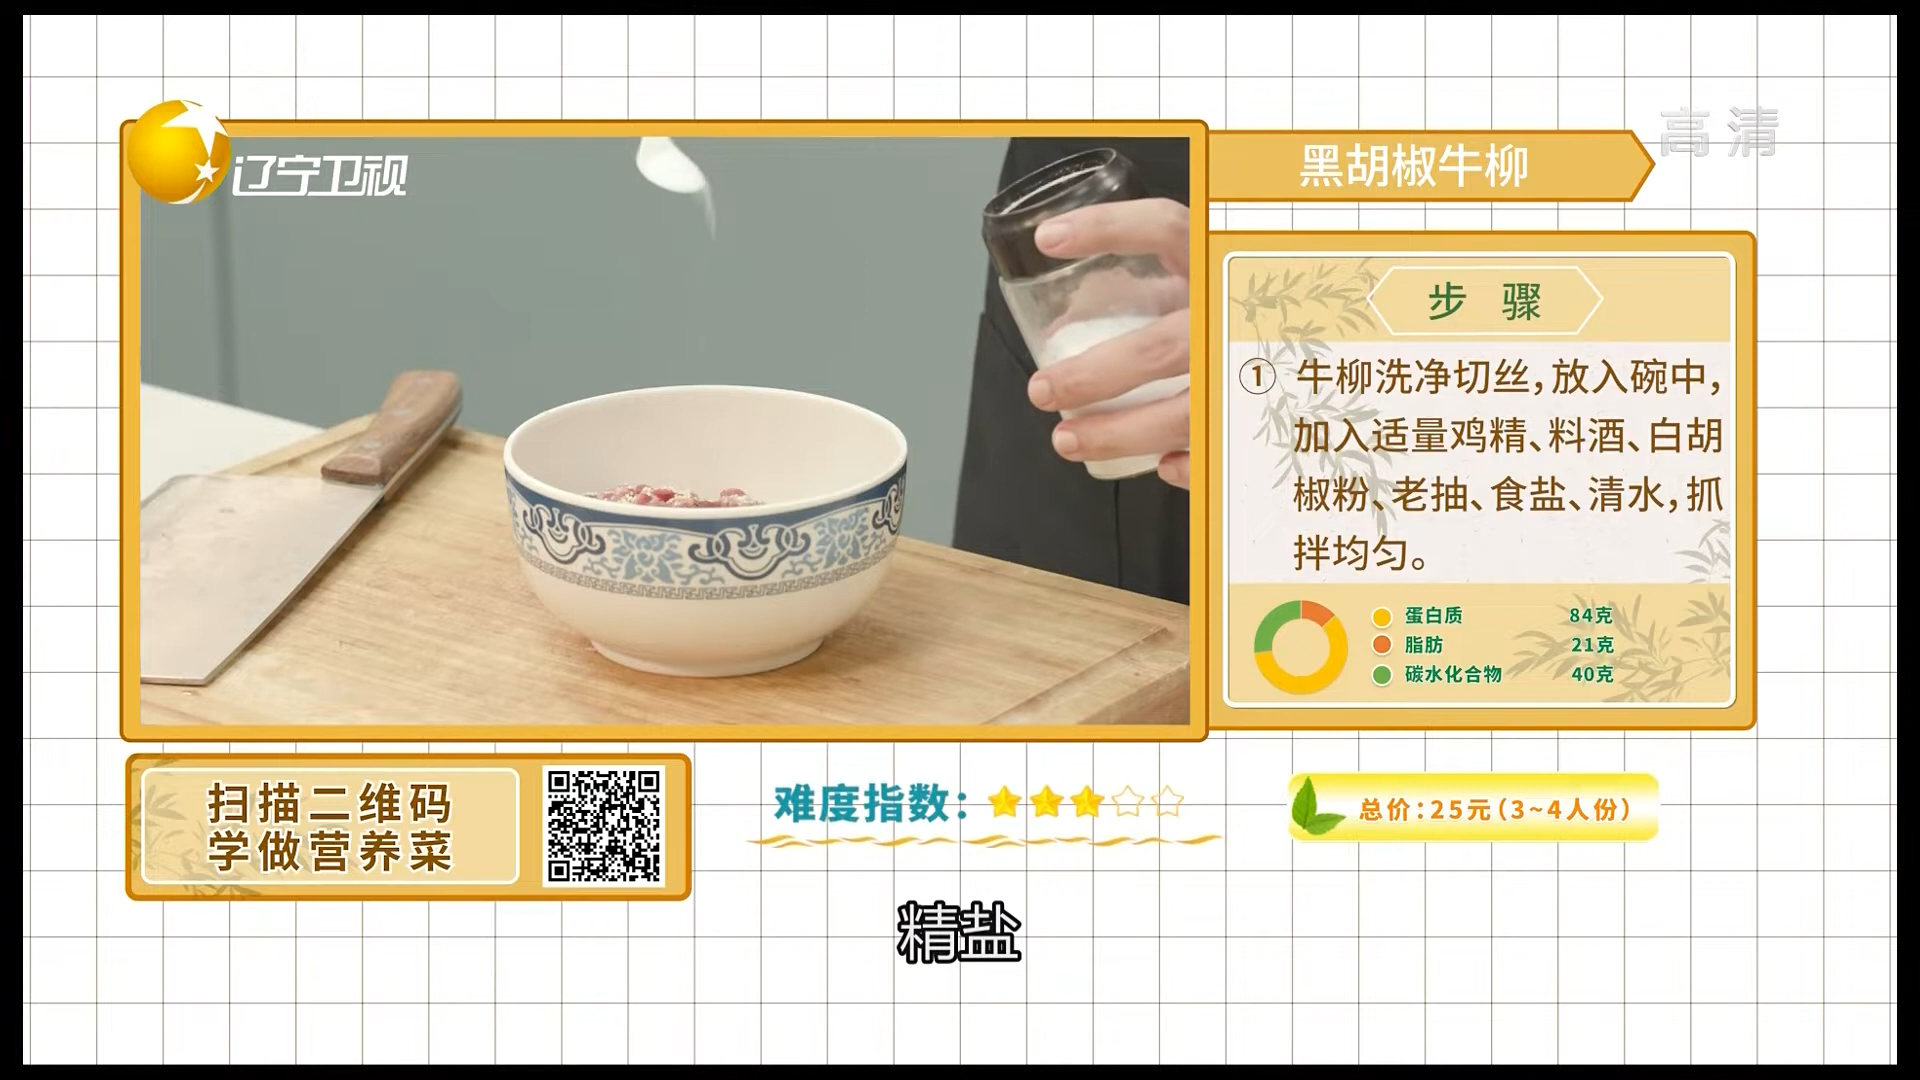 辽宁卫视
黑胡椒牛柳
高清
步骤
① 牛柳洗净切丝，放入碗中，
加入适量鸡精、料酒、白胡
椒粉、老抽、食盐、清水，抓
拌均匀。
蛋白质 84克
脂肪 21克
碳水化合物 40克
扫描二维码
学做营养菜
难度指数：
总价：25元（3~4人份）
精盐